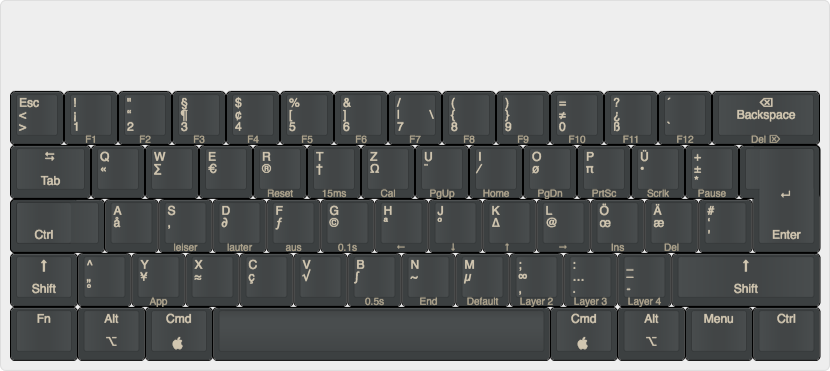 Esc ! " § $ % & / ( ) = ? ´ ⌫
< ¡ " ¶ ¢ [ ] | \ { } ≠ ¿ Backspace
> 1 2 3 4 5 6 7 8 9 0 ß `
F1 F2 F3 F4 F5 F6 F7 F8 F9 F10 F11 F12 Del ⌦
⇆ Q W E R T Z U I O P Ü +
« ∑ € ® † Ω ¨ / ø π • ±
Tab * ↵
Reset 15ms Cal PgUp Home PgDn PrtSc Scrlk Pause
A S D F G H J K L Ö Ä #
å ‚ ∂ ƒ © ª º ∆ @ œ æ '
Ctrl Enter
leiser lauter aus 0.1s ← ↓ ↑ → Ins Del
↑ ^ Y X C V B N M ; : _ ↑
„ ¥ ≈ ç √ ∫ ~ µ ∞ …
Shift ° , . - Shift
App 0.5s End Default Layer 2 Layer 3 Layer 4
Fn Alt Cmd Cmd Alt Menu Ctrl
⌥ ⌥